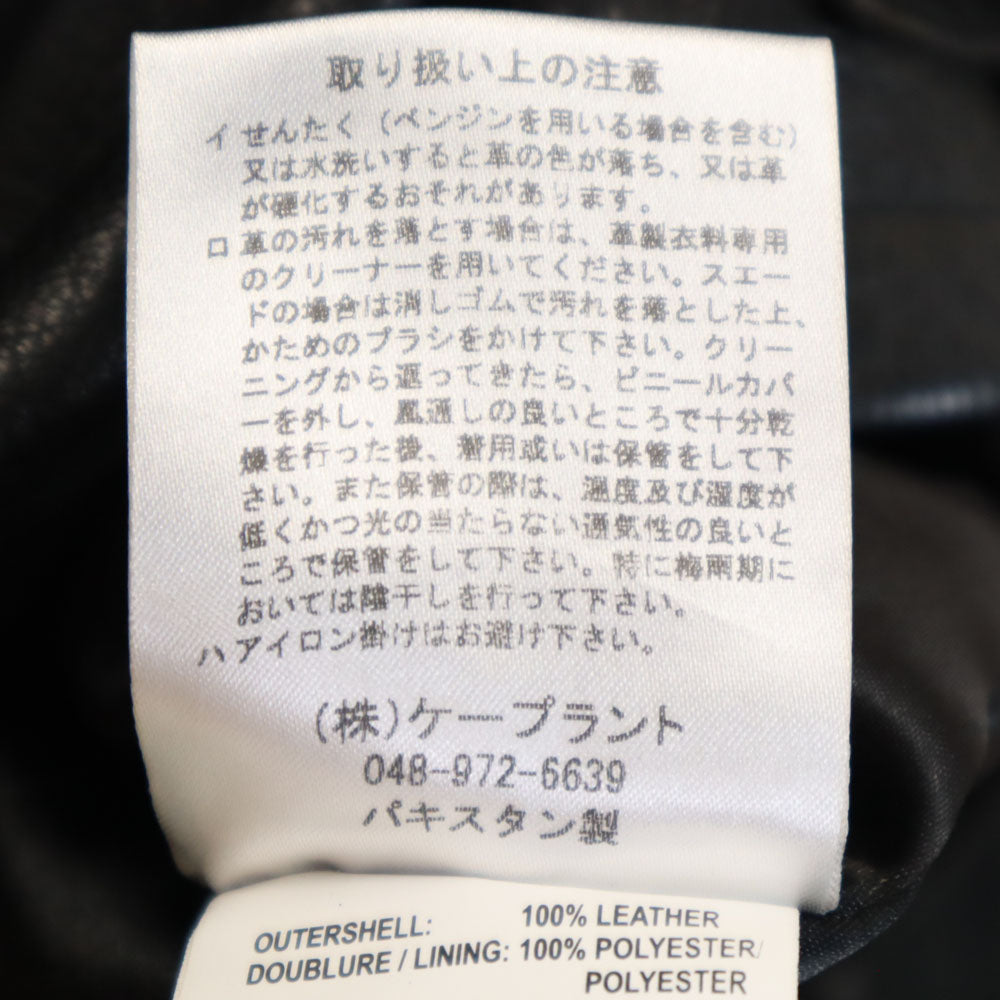 取り扱い上の注意
イ せんたく (ベンジンを用いる場合を含む)
又は水洗いすると革の色が落ち、又は革
が硬化するおそれがあります。
ロ 革の汚れを落とす場合は、革製衣料専用
のクリーナーを用いてください。スエー
ドの場合は消しゴムで汚れを落とした上、
かためのブラシをかけて下さい。クリー
ニングから返ってきたら、ビニールカバ
ーを外し、風通しの良いところで十分乾
燥を行った後、着用或いは保管をして下
さい。また保管の際は、温度及び湿度が
低くかつ光の当たらない通気性の良いと
ころで保管をして下さい。特に梅雨期に
おいては陰干しを行って下さい。
ハ アイロン掛けはお避け下さい。
(株)ケープラント
048-972-6639
パキスタン製
OUTERSHELL: 100% LEATHER
DOUBLURE / LINING: 100% POLYESTER/
POLYESTER